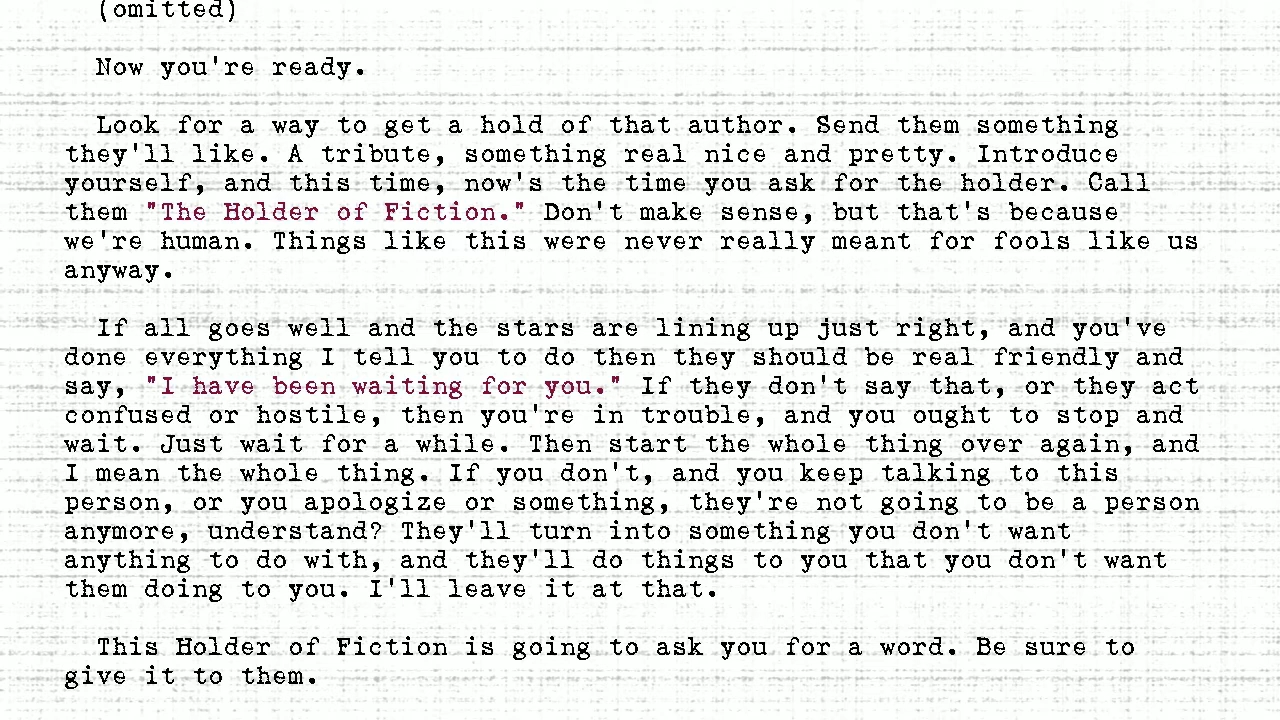 (omitted)
Now you're ready.
Look for a way to get a hold of that author. Send them something
they'll like. A tribute, something real nice and pretty. Introduce
yourself, and this time, now's the time you ask for the holder. Call
them "The Holder of Fiction." Don't make sense, but that's because
we're human. Things like this were never really meant for fools like us
anyway.
If all goes well and the stars are lining up just right, and you've
done everything I tell you to do then they should be real friendly and
say, "I have been waiting for you." If they don't say that, or they act
confused or hostile, then you're in trouble, and you ought to stop and
wait. Just wait for a while. Then start the whole thing over again, and
I mean the whole thing. If you don't, and you keep talking to this
person, or you apologize or something, they're not going to be a person
anymore, understand? They'll turn into something you don't want
anything to do with, and they'll do things to you that you don't want
them doing to you. I'll leave it at that.
This Holder of Fiction is going to ask you for a word. Be sure to
give it to them.